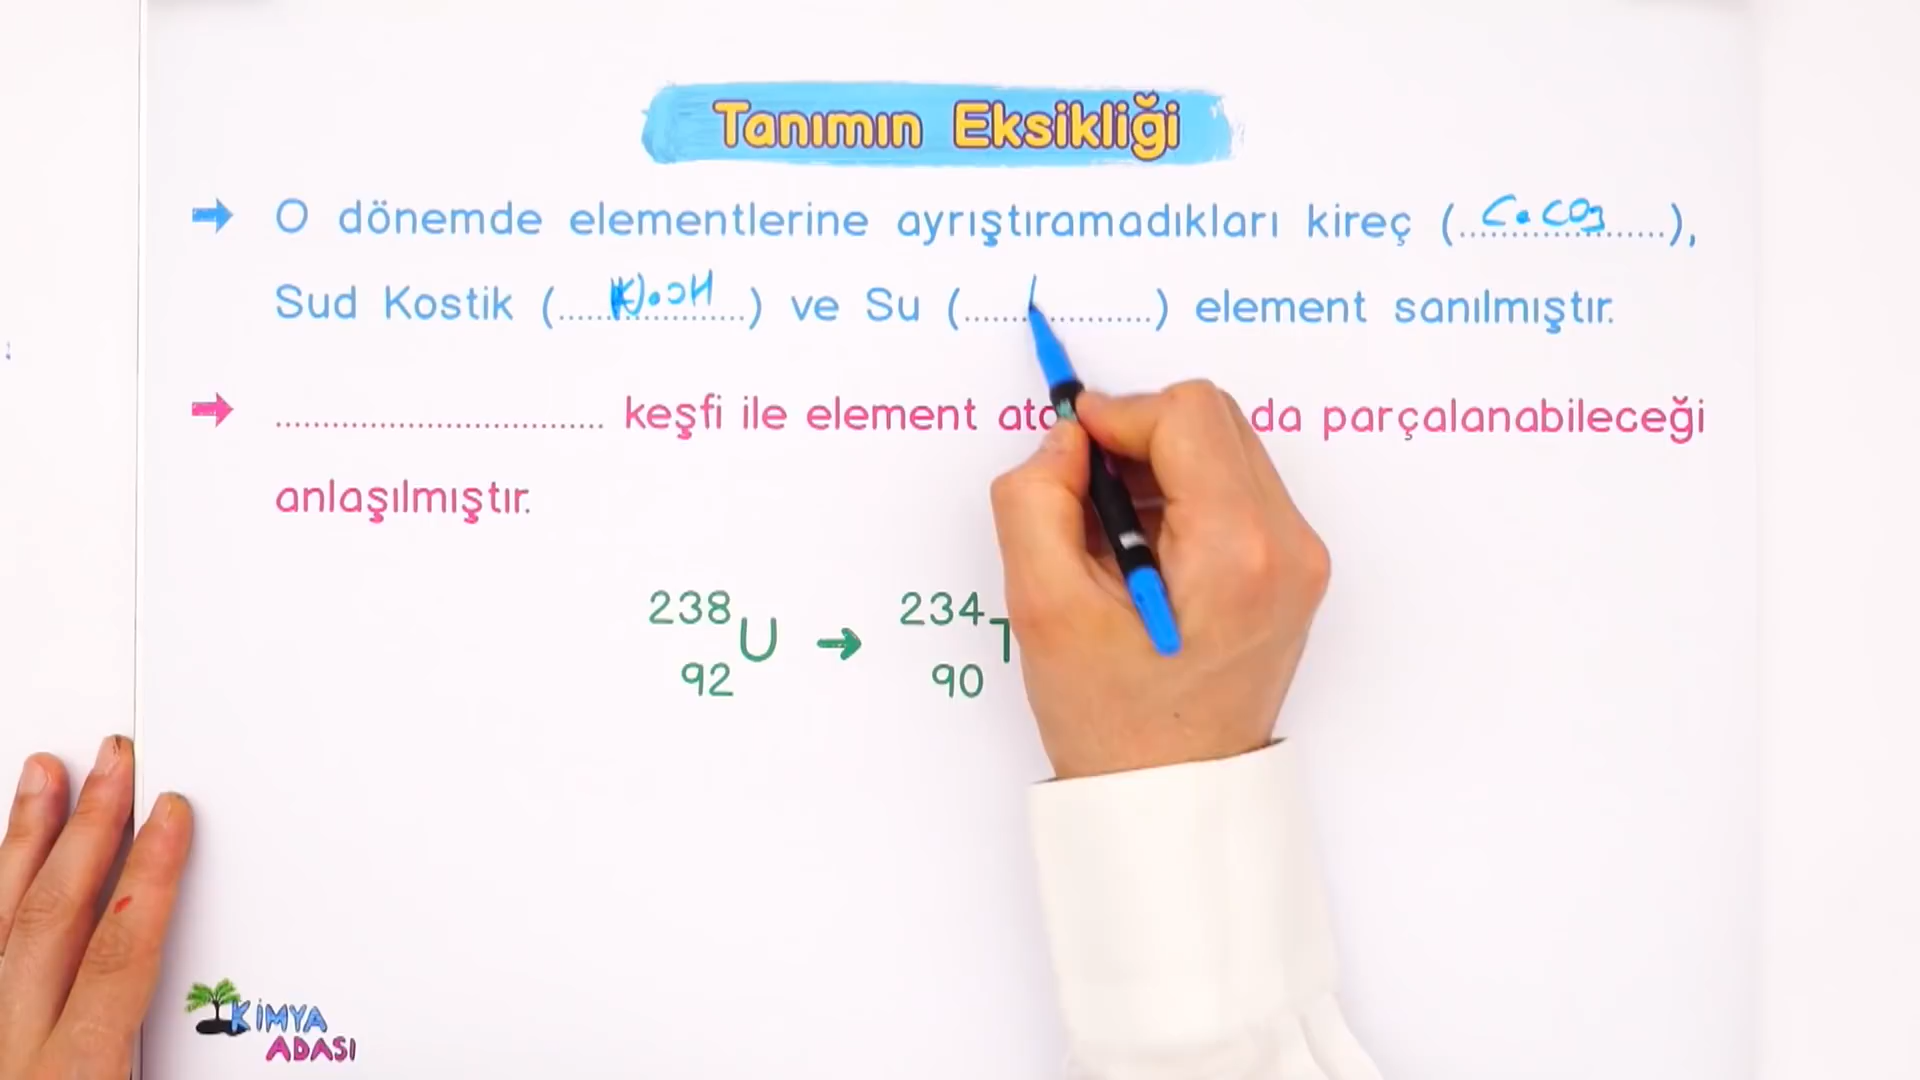 Tanımın Eksikliği
O dönemde elementlerine ayrıştıramadıkları kireç (...CaCO3...),
Sud Kostik (...NaOH...) ve Su (...) element sanılmıştır.
... keşfi ile element da parçalanabileceği
anlaşılmıştır.
238 U → 234
92 90
KİMYA
ADASI